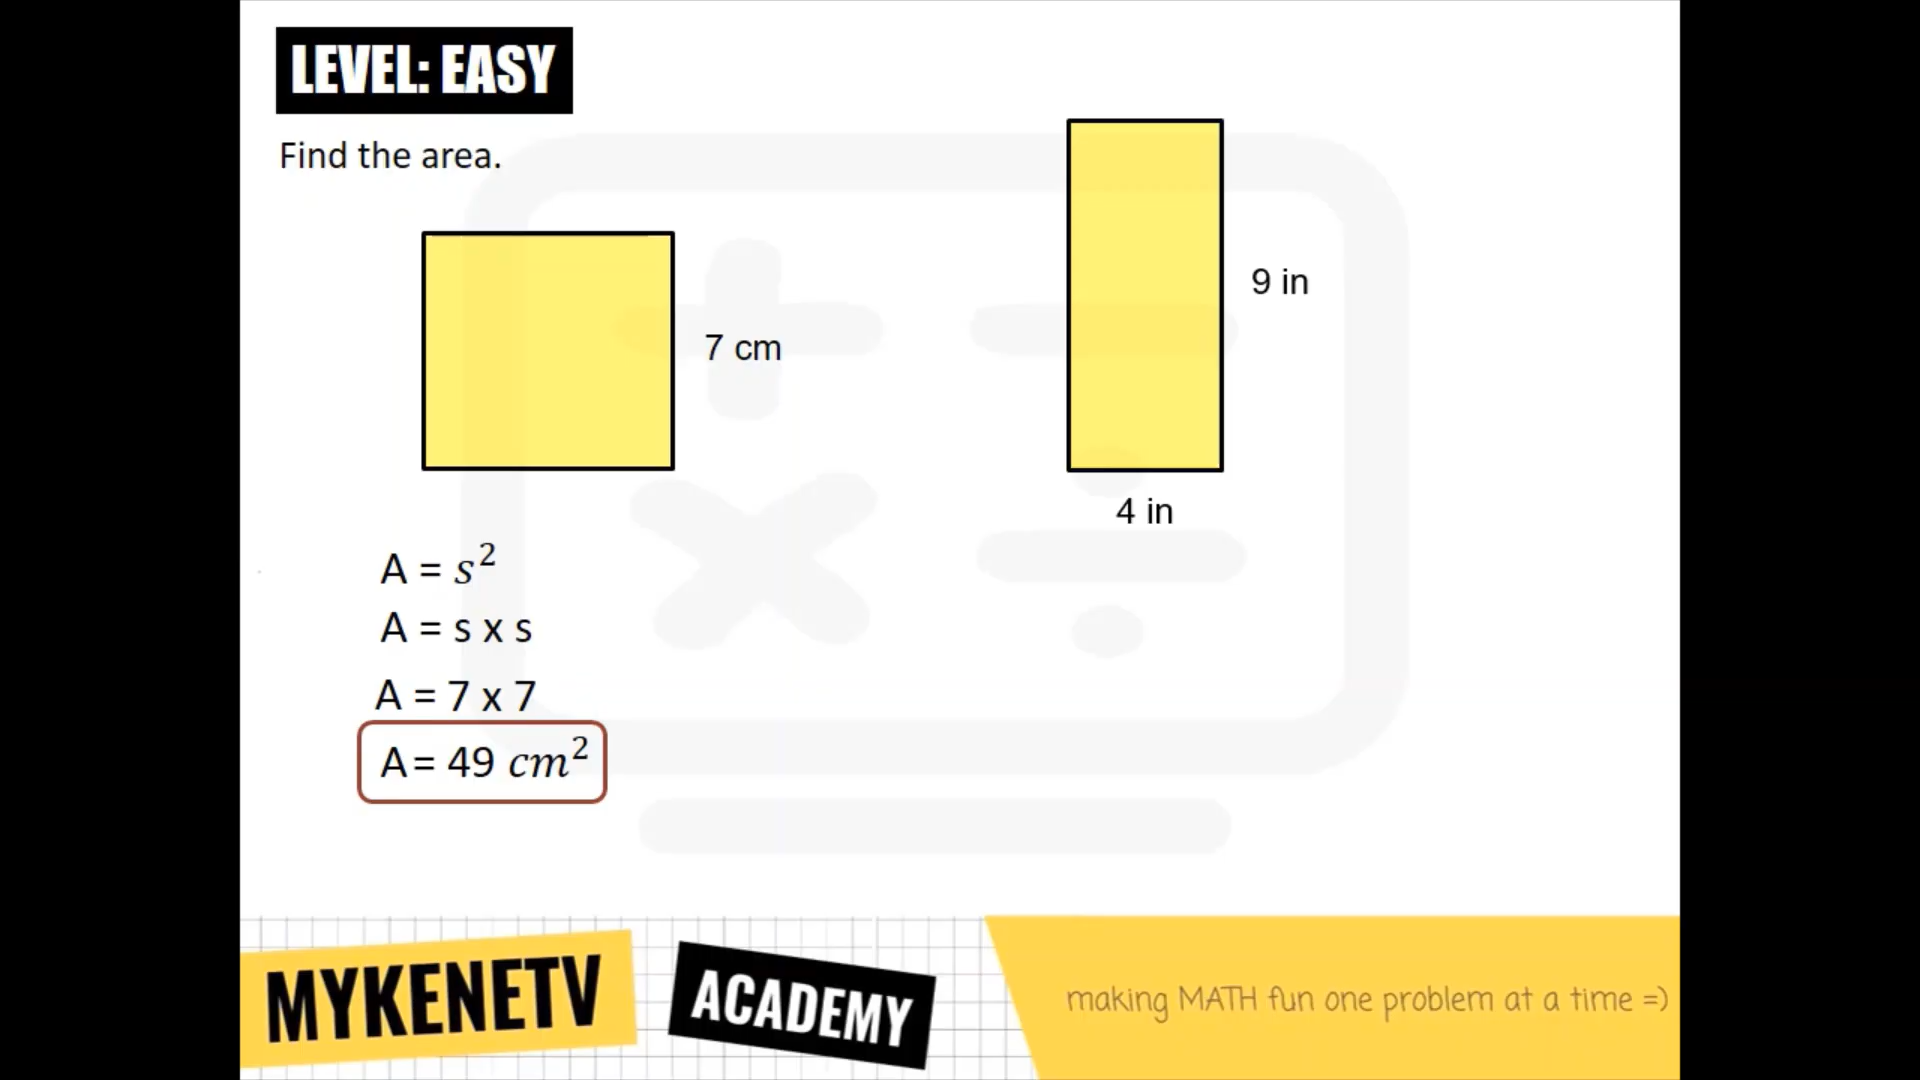 LEVEL: EASY
Find the area.
7 cm
9 in
4 in
A = s²
A = s x s
A = 7 x 7
A = 49 cm²
MYKENETV
ACADEMY
making MATH fun one problem at a time =)